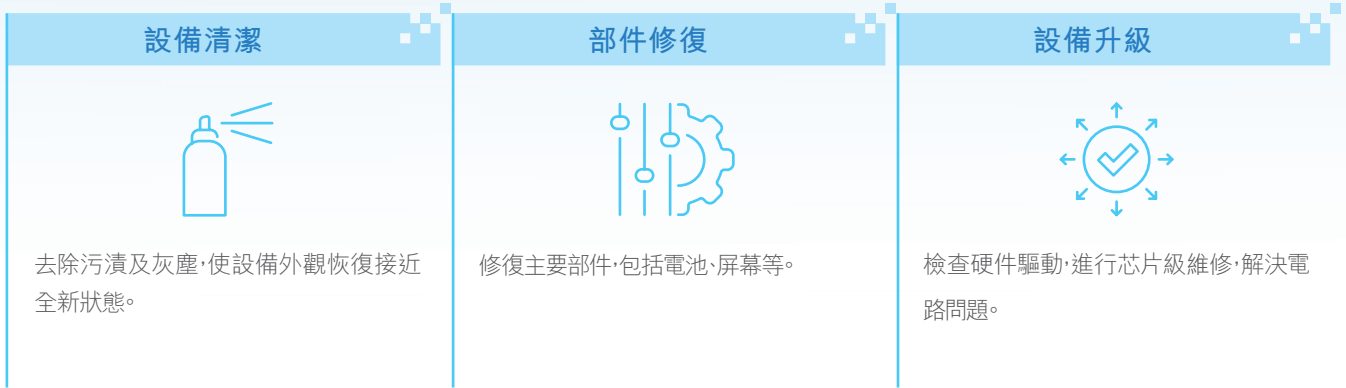 設備清潔
去除污漬及灰塵，使設備外觀恢復接近
全新狀態。
部件修復
修復主要部件，包括電池、屏幕等。
設備升級
檢查硬件驅動，進行芯片級維修，解決電
路問題。